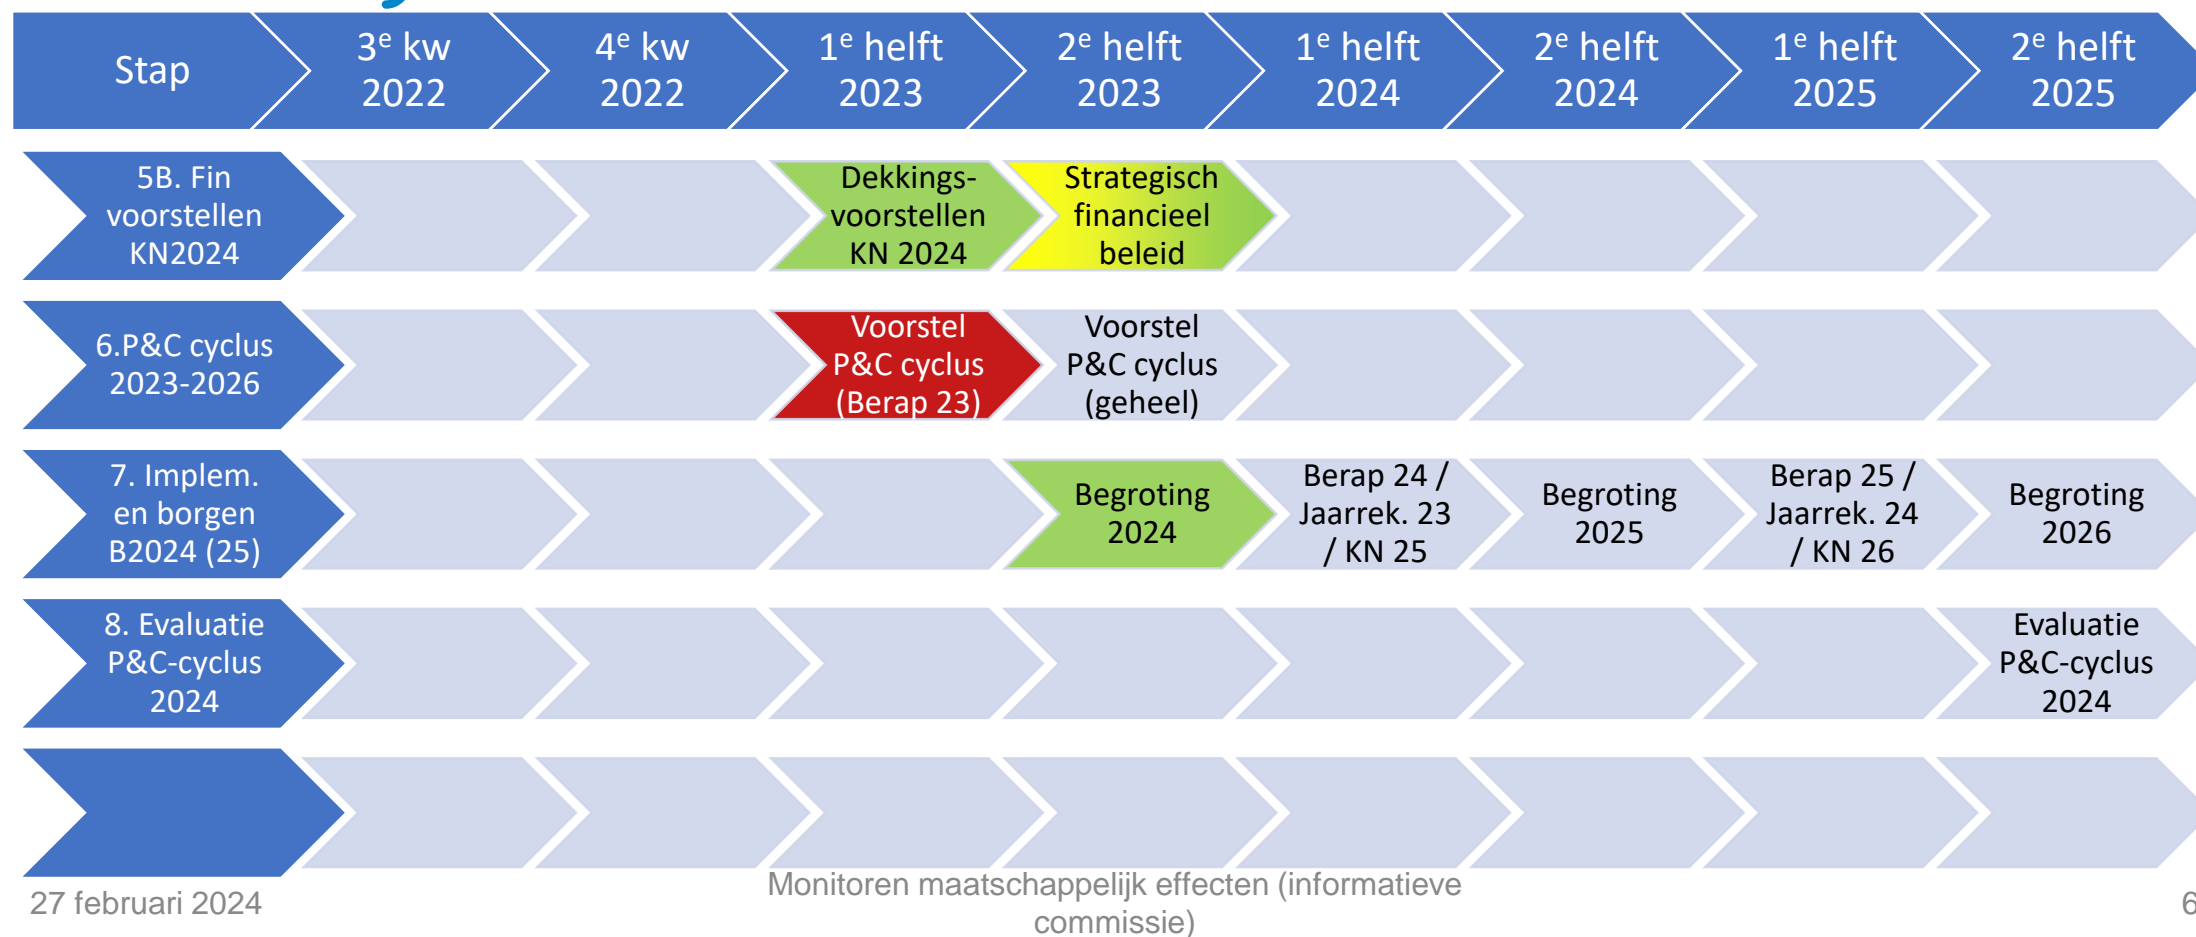 Stap
3e kw
2022
4e kw
2022
1e helft
2023
2e helft
2023
1e helft
2024
2e helft
2024
1e helft
2025
2e helft
2025
5B. Fin
voorstellen
KN2024
Dekkings-
voorstellen
KN 2024
Strategisch
financieel
beleid
6.P&C cyclus
2023-2026
Voorstel
P&C cyclus
(Berap 23)
Voorstel
P&C cyclus
(geheel)
7. Implem.
en borgen
B2024 (25)
Begroting
2024
Berap 24 /
Jaarrek. 23
/ KN 25
Begroting
2025
Berap 25 /
Jaarrek. 24
/ KN 26
Begroting
2026
8. Evaluatie
P&C-cyclus
2024
Evaluatie
P&C-cyclus
2024
27 februari 2024
Monitoren maatschappelijk effecten (informatieve
commissie)
6